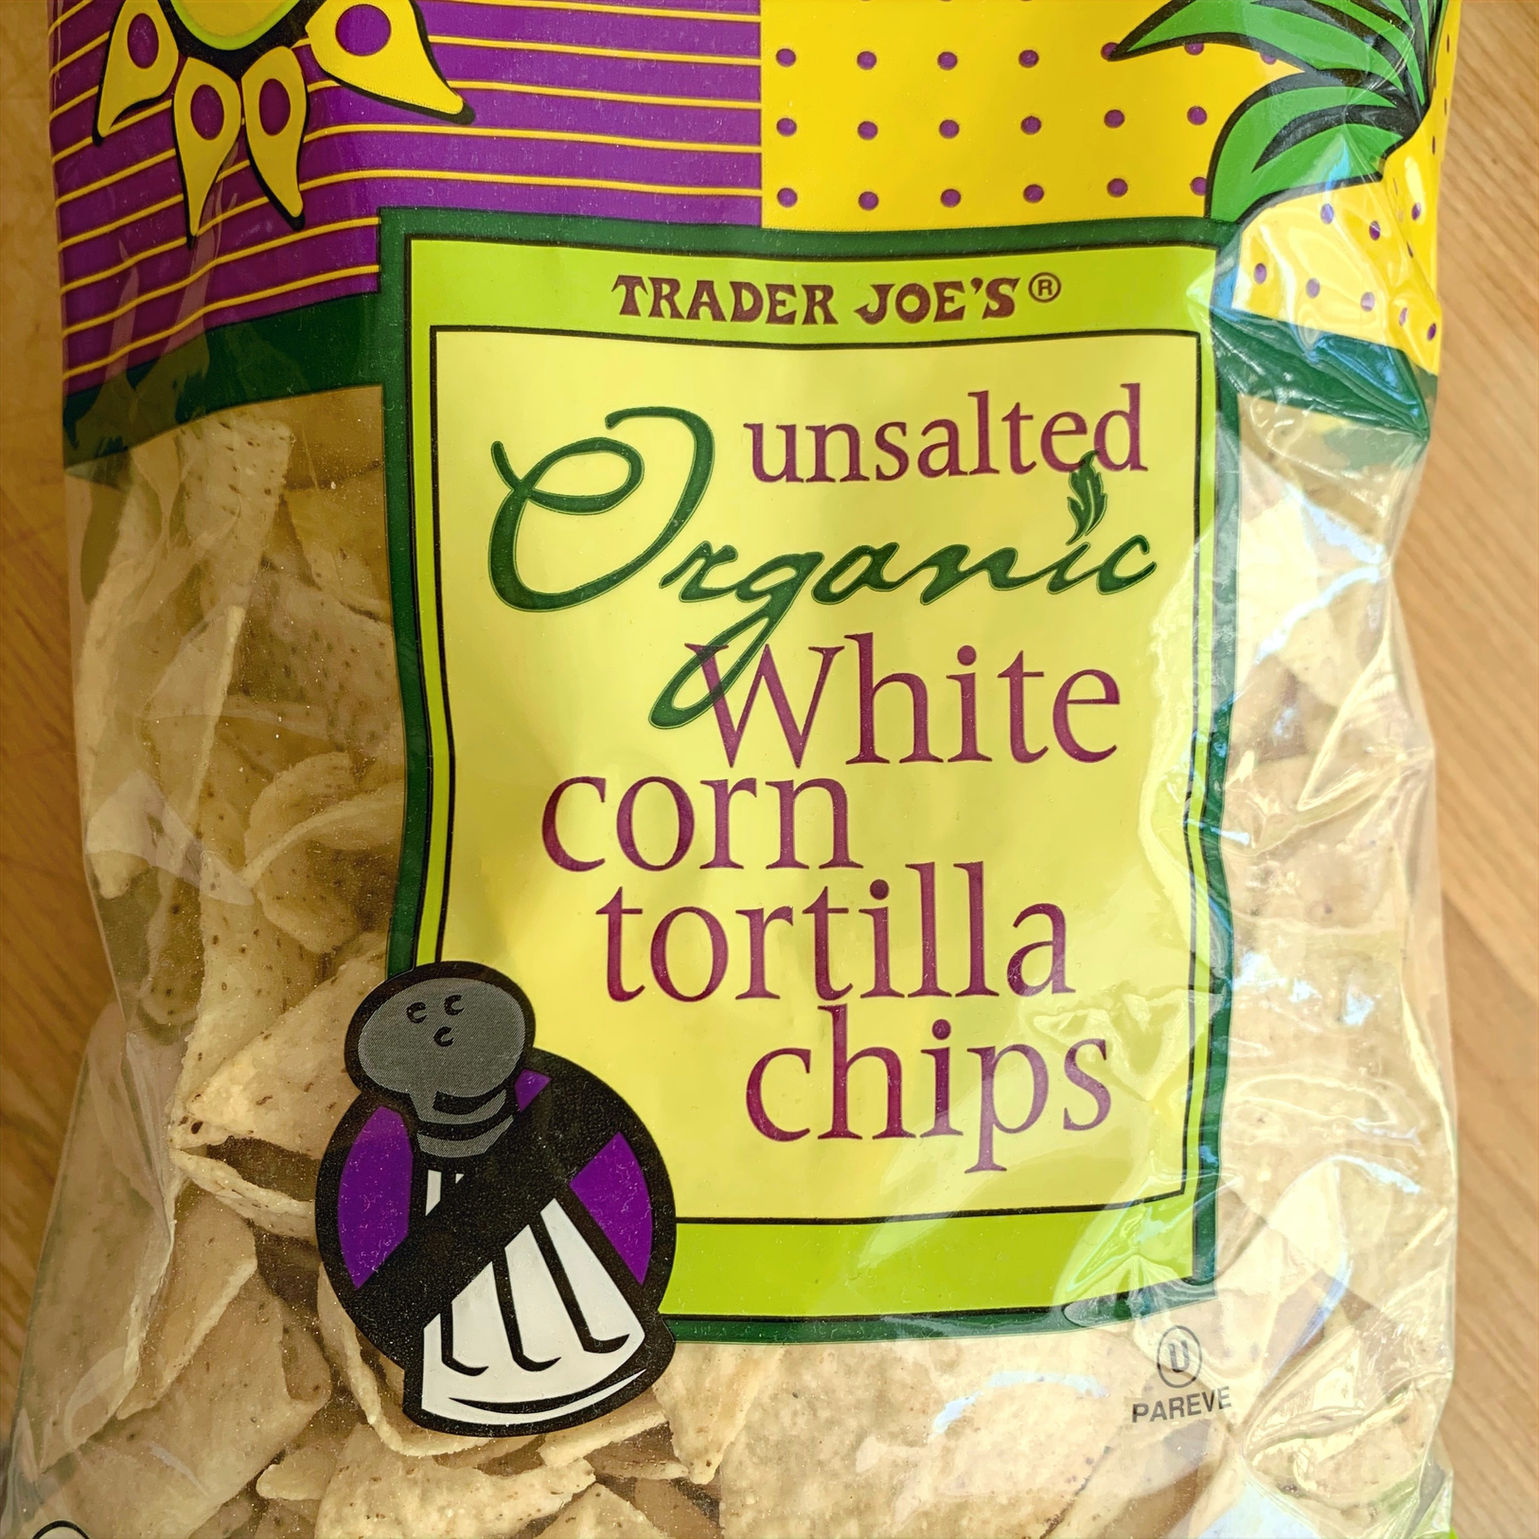 TRADER JOE'S®
unsalted
Organic
White
corn
tortilla
chips
U
PAREVE